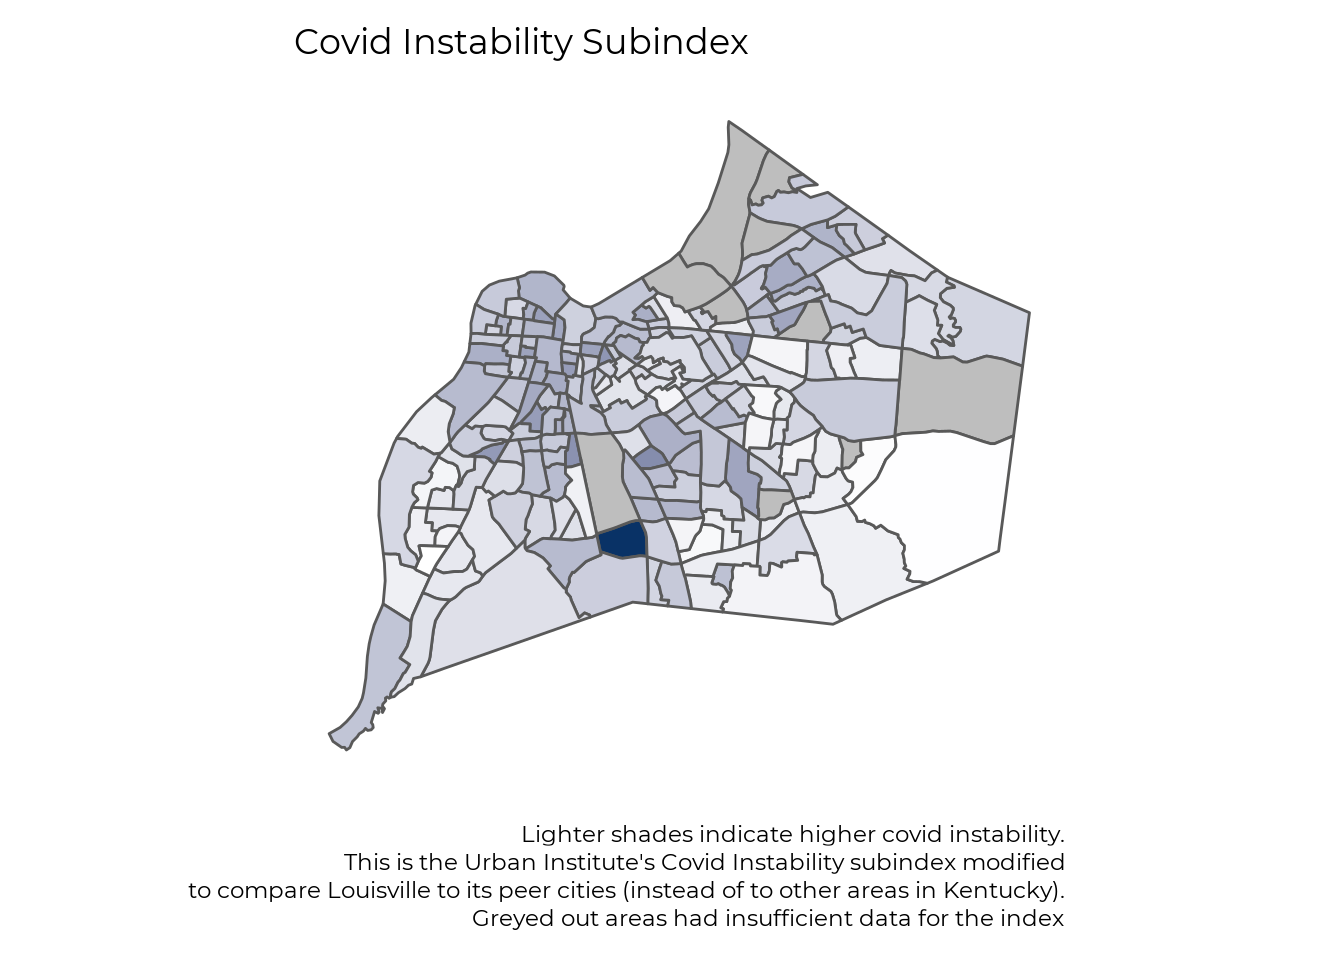 Covid Instability Subindex
Lighter shades indicate higher covid instability.
This is the Urban Institute's Covid Instability subindex modified
to compare Louisville to its peer cities (instead of to other areas in Kentucky).
Greyed out areas had insufficient data for the index